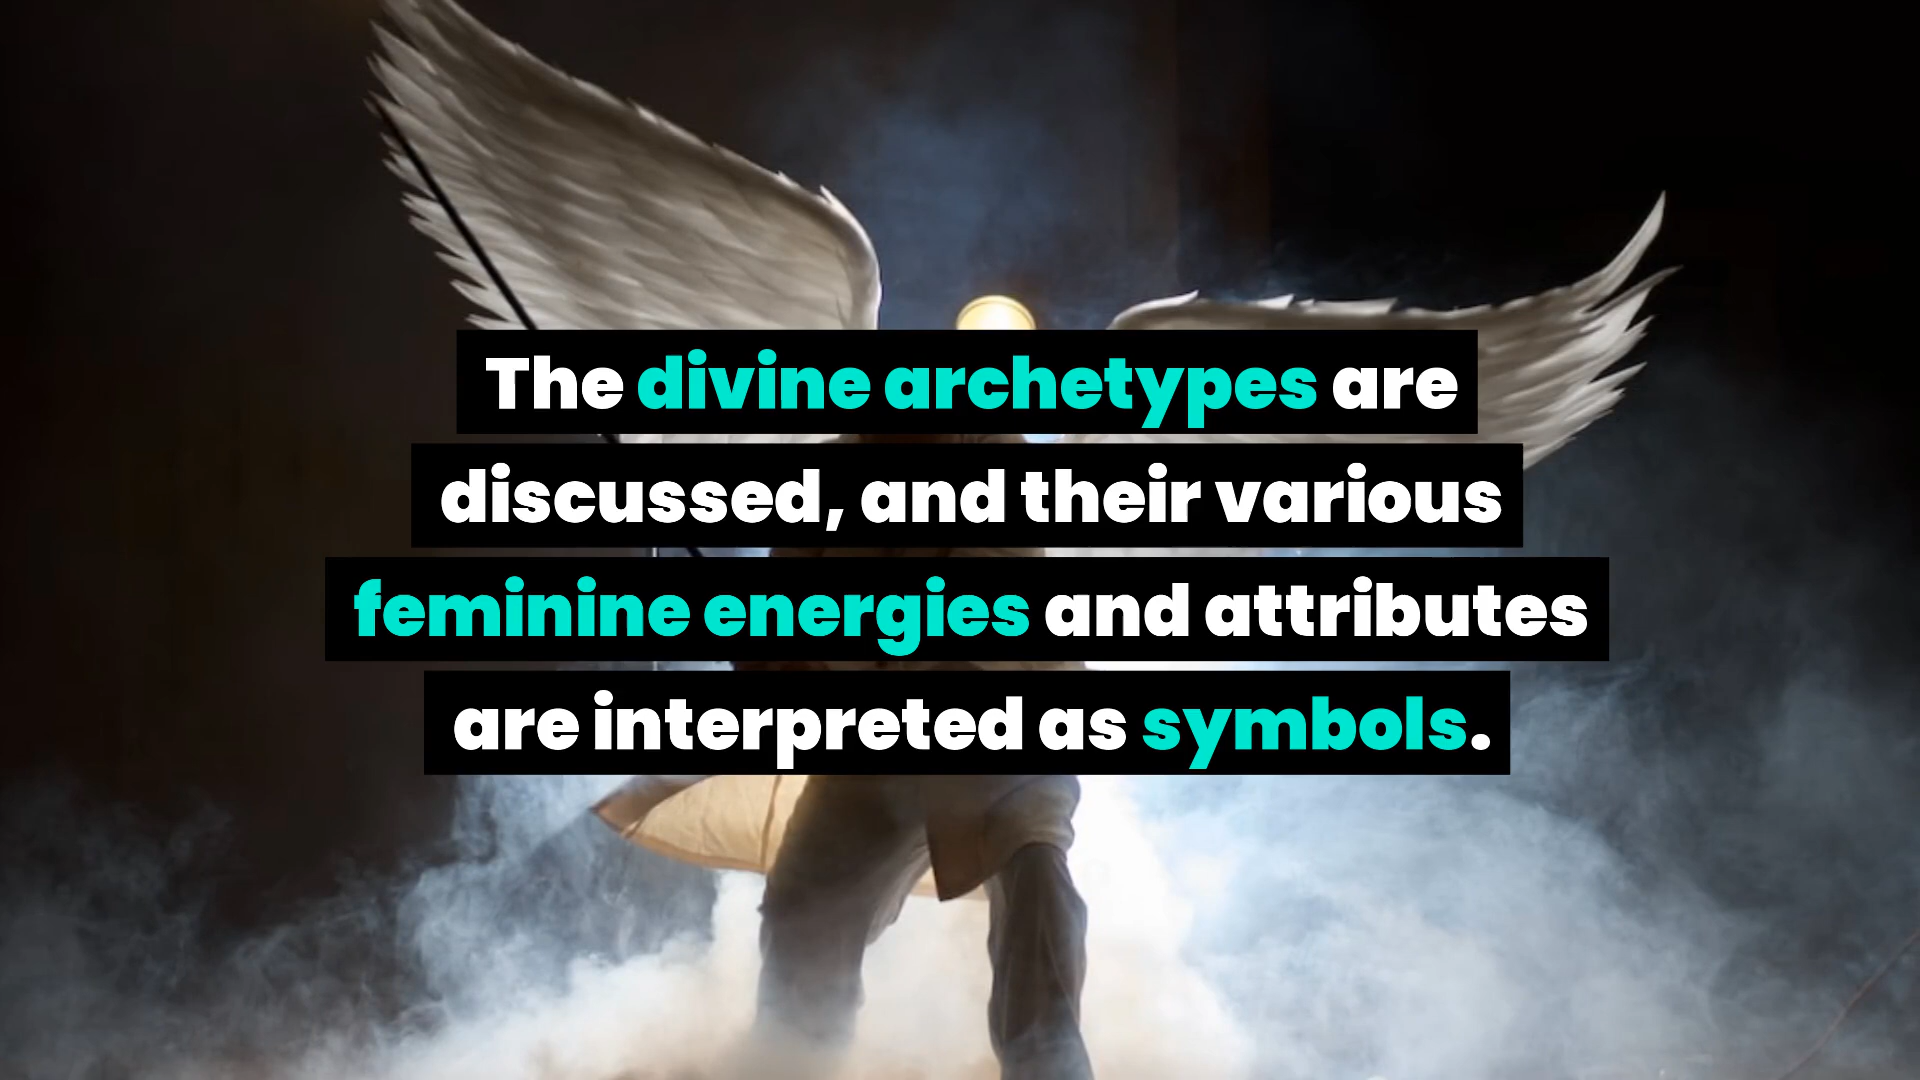 The divine archetypes are
discussed, and their various
feminine energies and attributes
are interpreted as symbols.